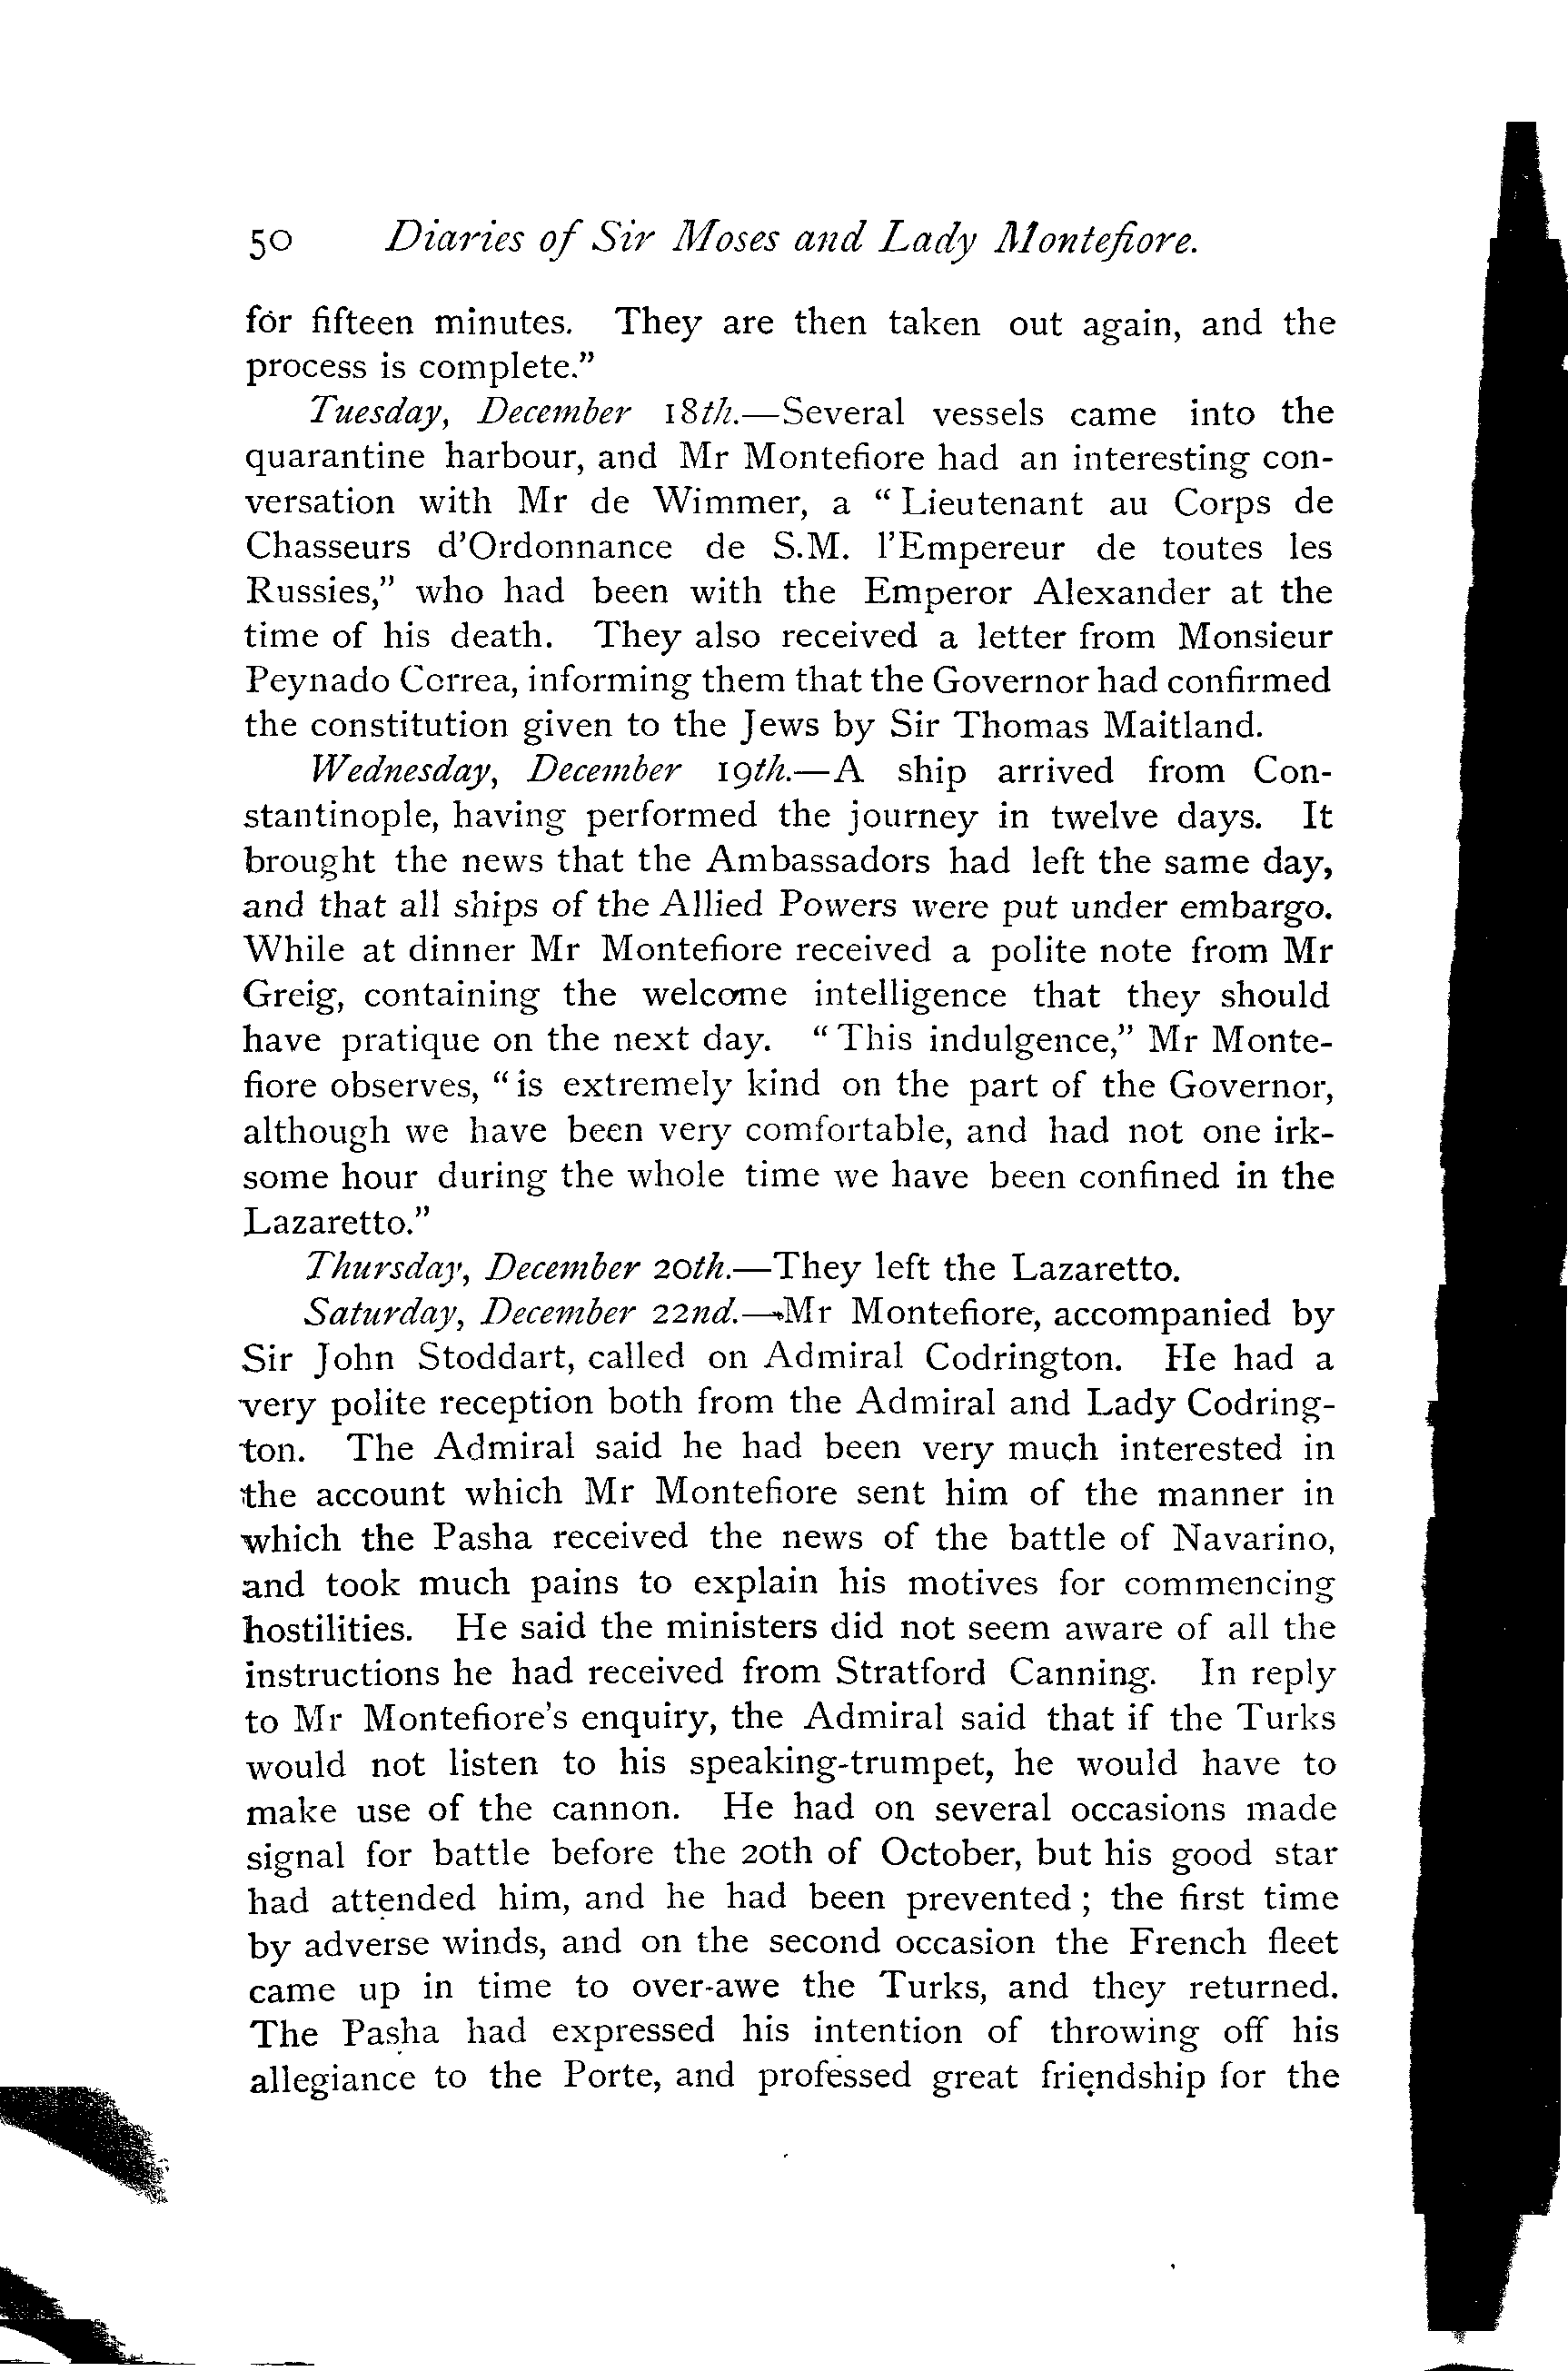 50 Diaries of Sir Moses and Lady Montefiore.
for fifteen minutes. They are then taken out again, and the
process is complete."
Tuesday, December 18th.—Several vessels came into the
quarantine harbour, and Mr Montefiore had an interesting con-
versation with Mr de Wimmer, a "Lieutenant au Corps de
Chasseurs d'Ordonnance de S.M. l'Empereur de toutes les
Russies," who had been with the Emperor Alexander at the
time of his death. They also received a letter from Monsieur
Peynado Correa, informing them that the Governor had confirmed
the constitution given to the Jews by Sir Thomas Maitland.
Wednesday, December 19th.—A ship arrived from Con-
stantinople, having performed the journey in twelve days. It
brought the news that the Ambassadors had left the same day,
and that all ships of the Allied Powers were put under embargo.
While at dinner Mr Montefiore received a polite note from Mr
Greig, containing the welcome intelligence that they should
have pratique on the next day. "This indulgence," Mr Monte-
fiore observes, "is extremely kind on the part of the Governor,
although we have been very comfortable, and had not one irk-
some hour during the whole time we have been confined in the
Lazaretto."
Thursday, December 20th.—They left the Lazaretto.
Saturday, December 22nd.—Mr Montefiore, accompanied by
Sir John Stoddart, called on Admiral Codrington. He had a
very polite reception both from the Admiral and Lady Codring-
ton. The Admiral said he had been very much interested in
the account which Mr Montefiore sent him of the manner in
which the Pasha received the news of the battle of Navarino,
and took much pains to explain his motives for commencing
hostilities. He said the ministers did not seem aware of all the
instructions he had received from Stratford Canning. In reply
to Mr Montefiore's enquiry, the Admiral said that if the Turks
would not listen to his speaking-trumpet, he would have to
make use of the cannon. He had on several occasions made
signal for battle before the 20th of October, but his good star
had attended him, and he had been prevented; the first time
by adverse winds, and on the second occasion the French fleet
came up in time to over-awe the Turks, and they returned.
The Pasha had expressed his intention of throwing off his
allegiance to the Porte, and professed great friendship for the